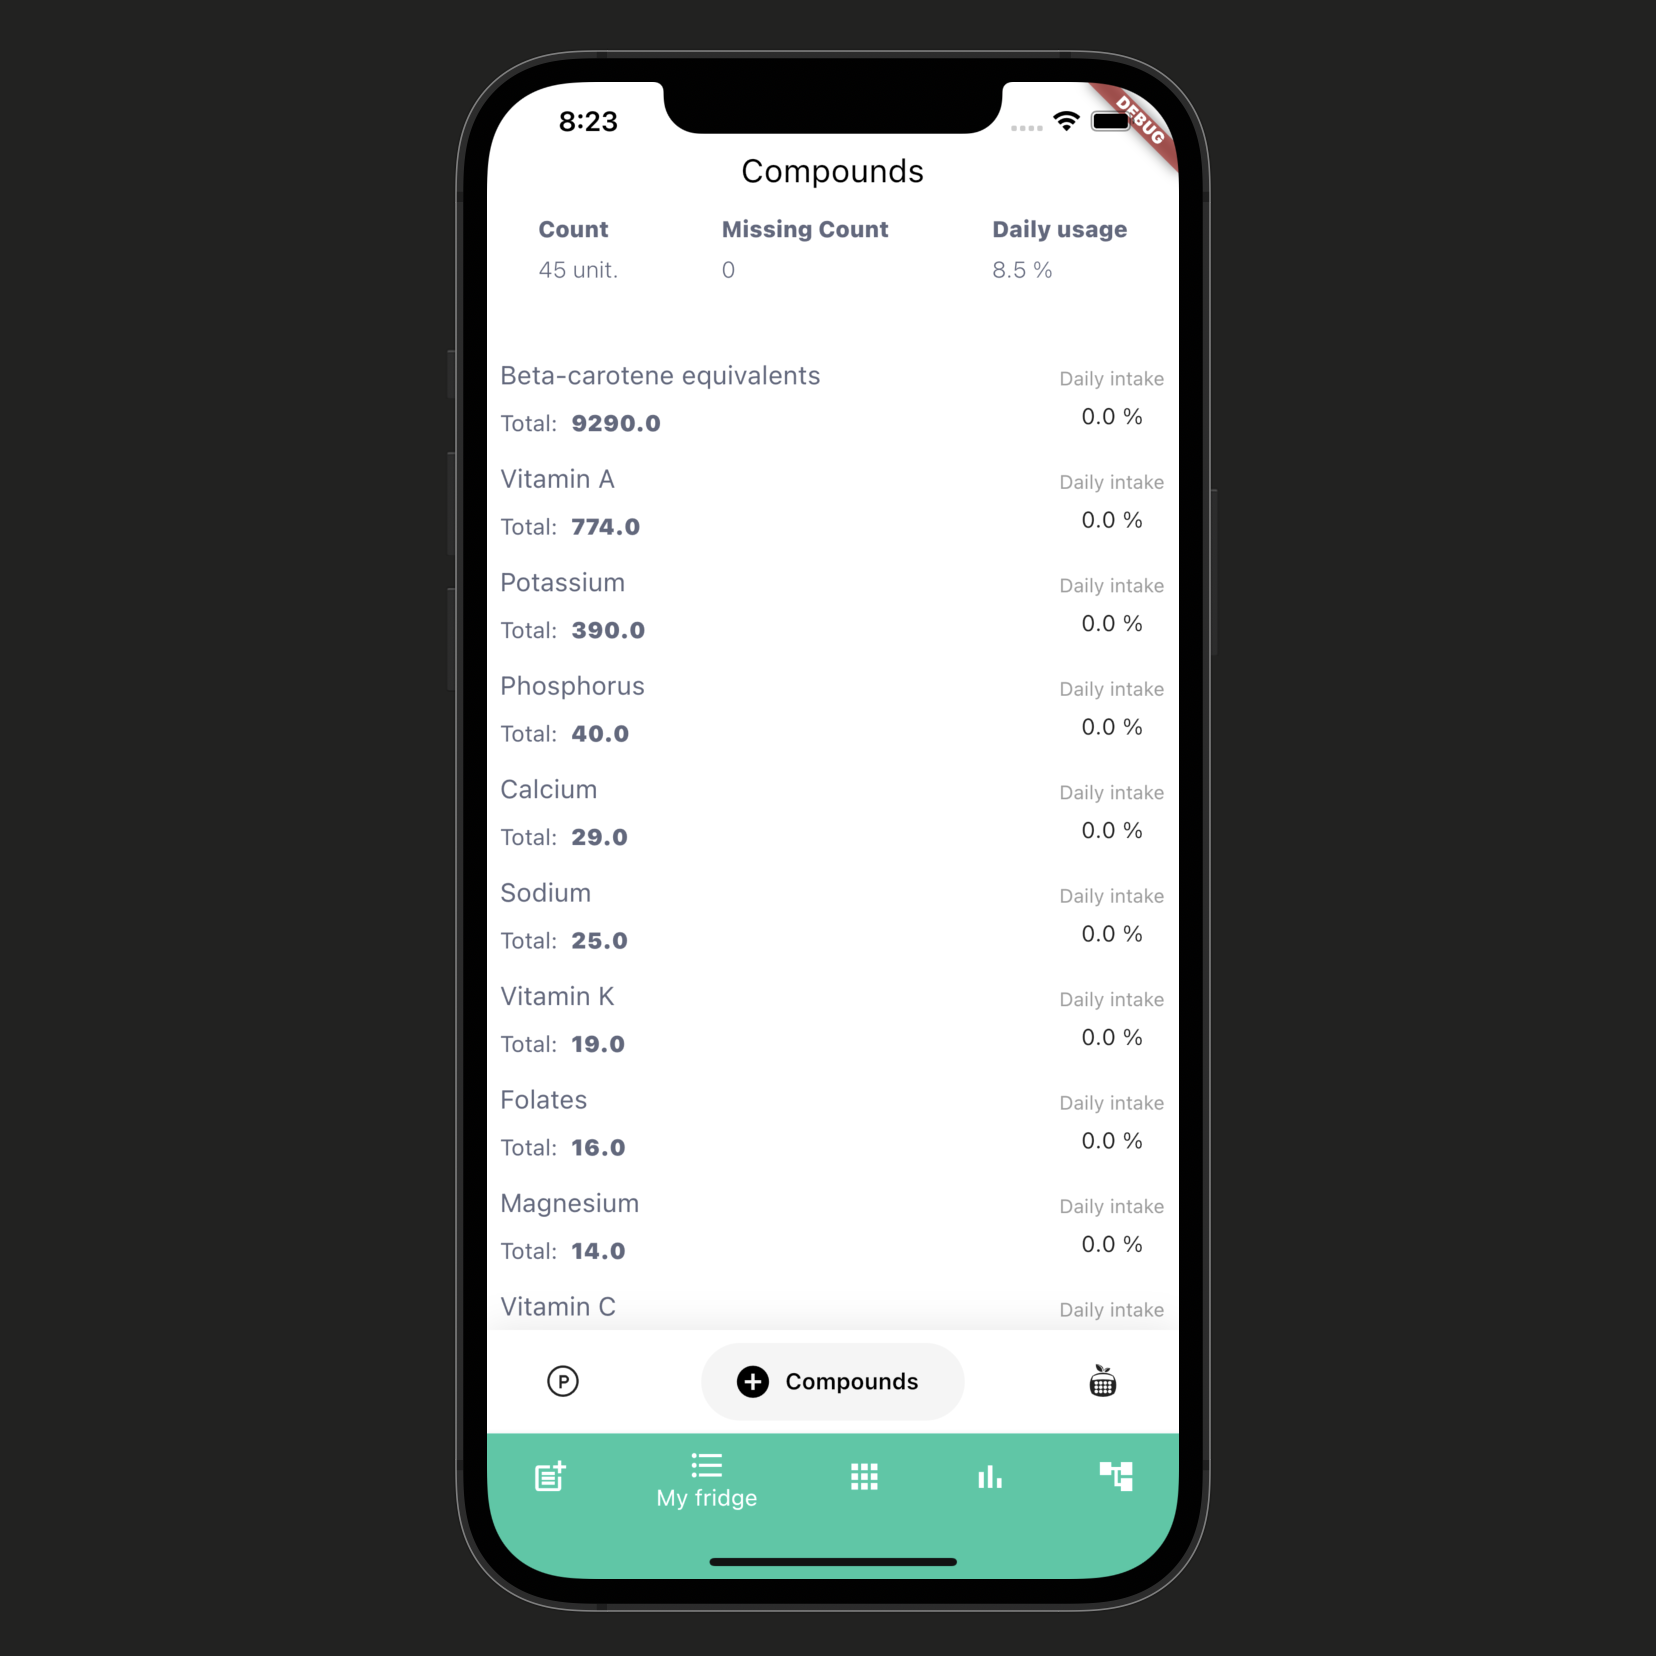 8:23
DEBUG
Compounds
Count Missing Count Daily usage
45 unit. 0 8.5 %
Beta-carotene equivalents Daily intake
Total: 9290.0 0.0 %
Vitamin A Daily intake
Total: 774.0 0.0 %
Potassium Daily intake
Total: 390.0 0.0 %
Phosphorus Daily intake
Total: 40.0 0.0 %
Calcium Daily intake
Total: 29.0 0.0 %
Sodium Daily intake
Total: 25.0 0.0 %
Vitamin K Daily intake
Total: 19.0 0.0 %
Folates Daily intake
Total: 16.0 0.0 %
Magnesium Daily intake
Total: 14.0 0.0 %
Vitamin C Daily intake
P Compounds
My fridge